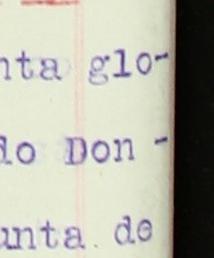 nta glo-
do Don -
unta de